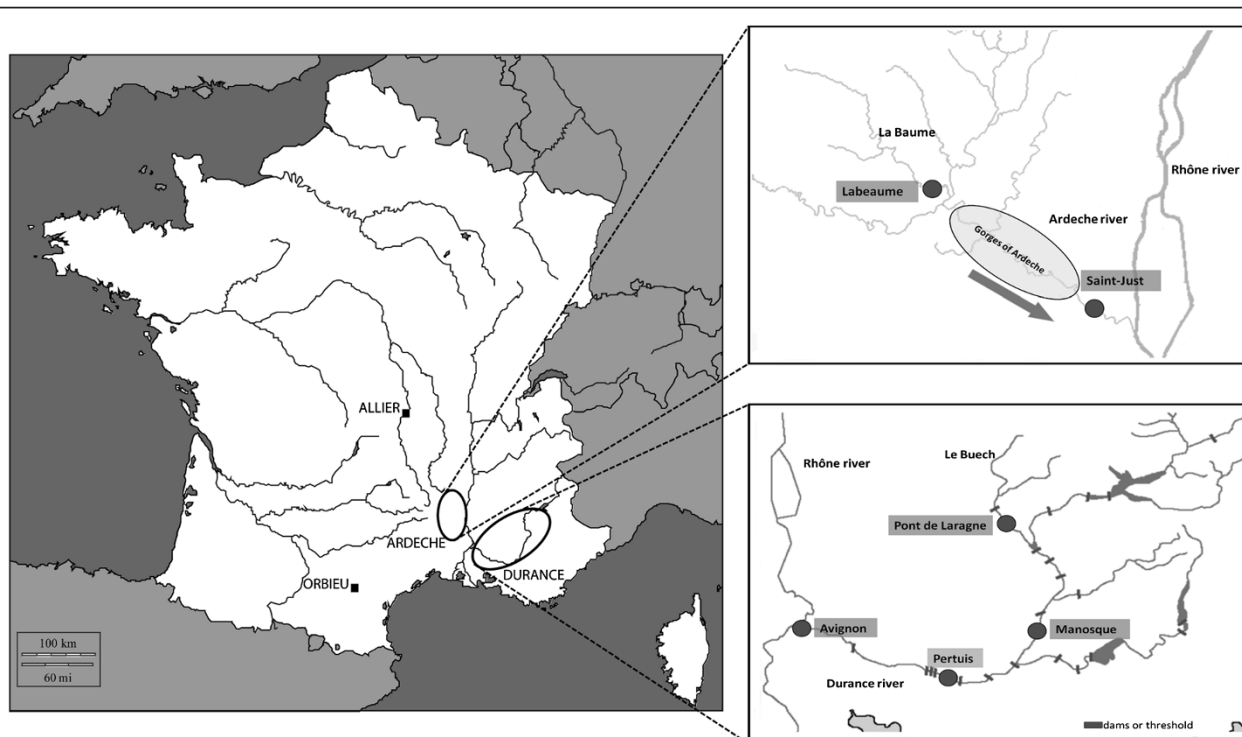 ALLIER
ARDECHE
ORBIEU
DURANCE
100 km
60 mi
La Baume
Labeaume
Rhône river
Ardeche river
Gorges of Ardeche
Saint-Just
Rhône river
Le Buech
Pont de Laragne
Avignon
Manosque
Pertuis
Durance river
dams or threshold